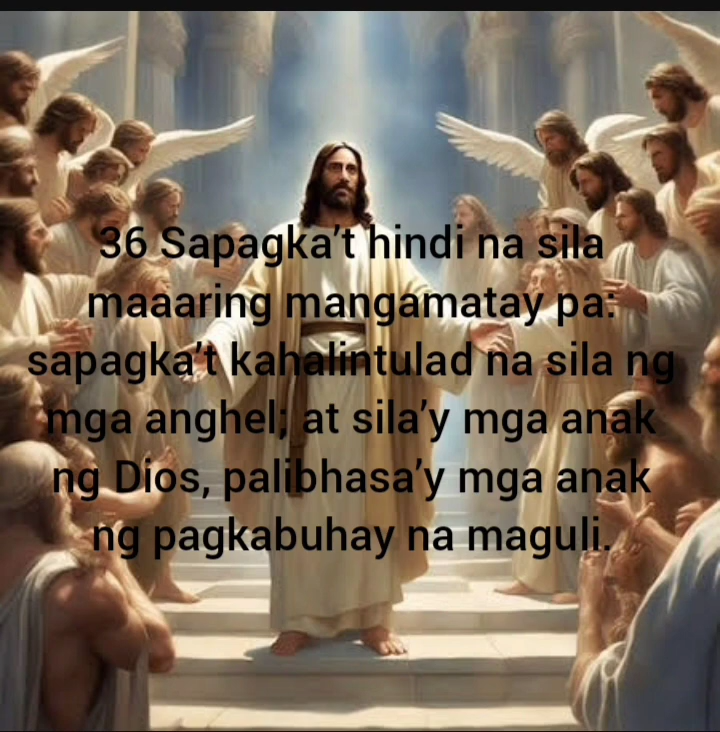 36 Sapagka't hindi na sila
maaaring mangamatay pa:
sapagka't kahalintulad na sila ng
mga anghel; at sila'y mga anak
ng Dios, palibhasa'y mga anak
ng pagkabuhay na maguli.